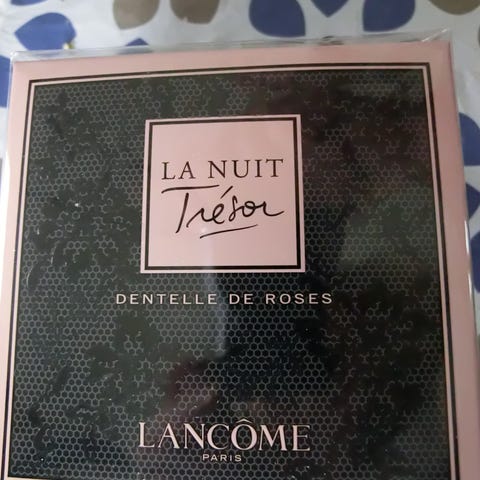 LA NUIT
Trésor
DENTELLE DE ROSES
LANCÔME
PARIS